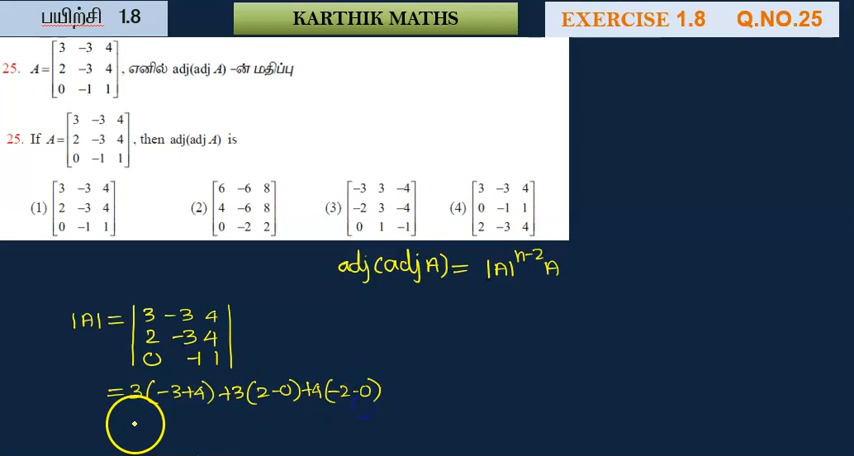 பயிற்சி 1.8 KARTHIK MATHS EXERCISE 1.8 Q.NO.25
3 −3 4
25. A= 2 −3 4 , எனில் adj(adj A) -ன் மதிப்பு
0 −1 1
3 −3 4
25. If A= 2 −3 4 , then adj(adj A) is
0 −1 1
3 −3 4 6 −6 8 −3 3 −4 3 −3 4
(1) 2 −3 4 (2) 4 −6 8 (3) −2 3 −4 (4) 0 −1 1
0 −1 1 0 −2 2 0 1 −1 2 −3 4
adj(adj A) = |A|^{n-2} A
3 -3 4
|A| = 2 -3 4
0 -1 1
= 3(-3+4)+3(2-0)+4(-2-0)